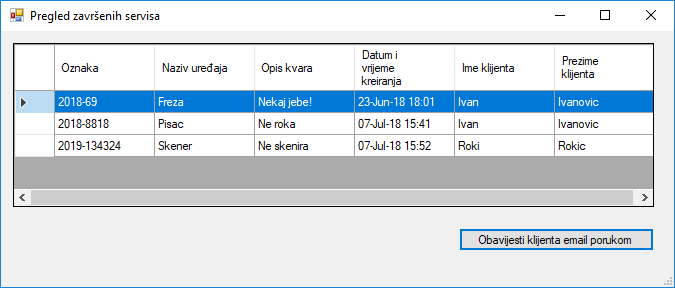 Pregled završenih servisa
Oznaka Naziv uređaja Opis kvara Datum i vrijeme kreiranja Ime klijenta Prezime klijenta
2018-69 Freza Nekaj jebe! 23-Jun-18 18:01 Ivan Ivanovic
2018-8818 Pisac Ne roka 07-Jul-18 15:41 Ivan Ivanovic
2019-134324 Skener Ne skenira 07-Jul-18 15:52 Roki Rokic
Obavijesti klijenta email porukom